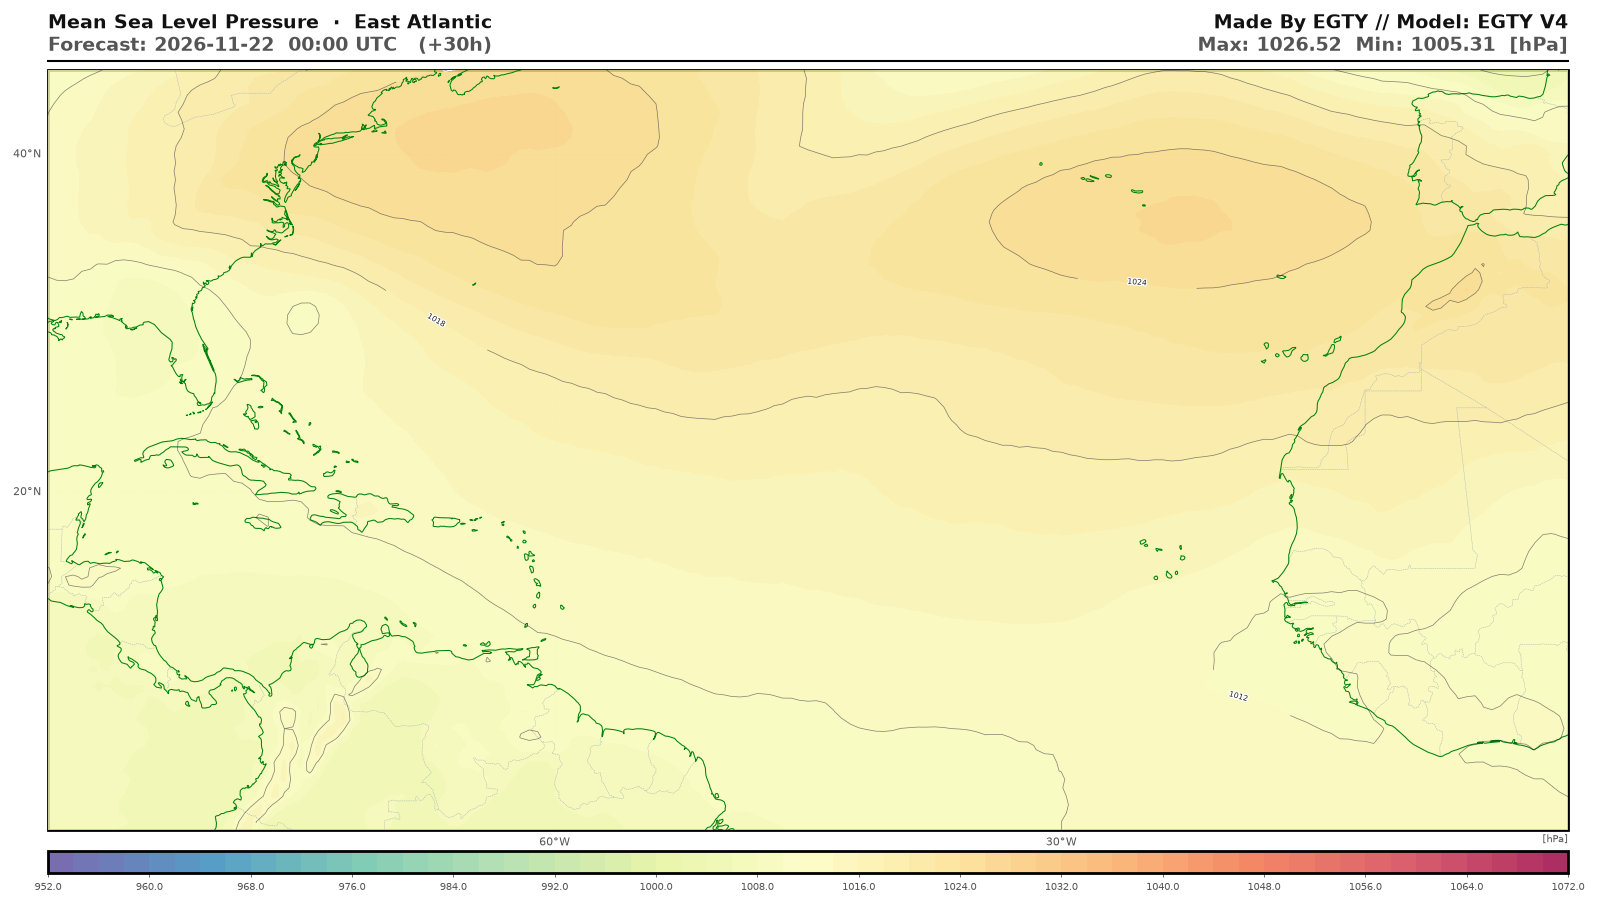 Mean Sea Level Pressure · East Atlantic
Made By EGTY // Model: EGTY V4
Forecast: 2026-11-22 00:00 UTC (+30h)
Max: 1026.52 Min: 1005.31 [hPa]
40°N
1024
1018
20°N
1012
60°W
30°W
[hPa]
952.0 960.0 968.0 976.0 984.0 992.0 1000.0 1008.0 1016.0 1024.0 1032.0 1040.0 1048.0 1056.0 1064.0 1072.0